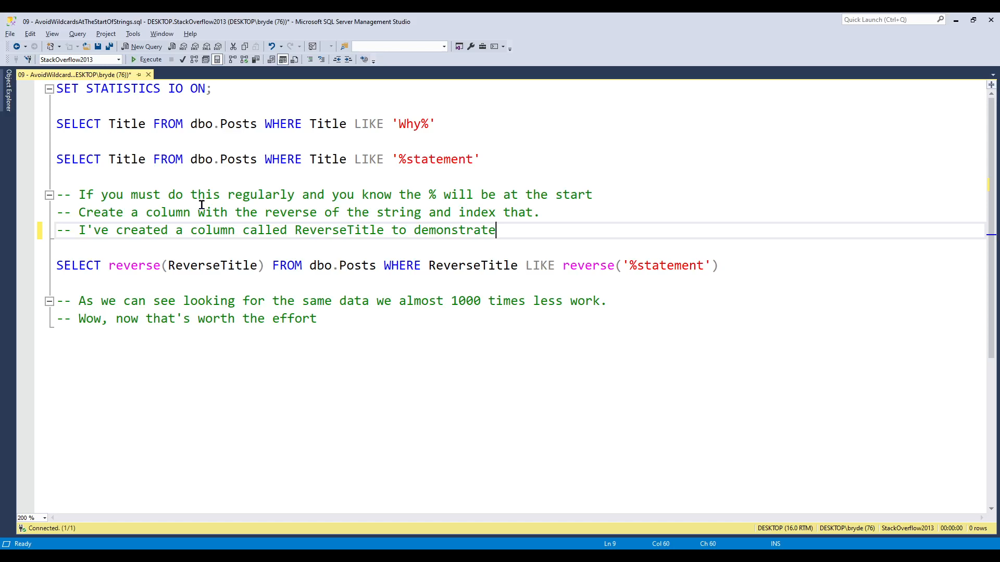 09 - AvoidWildcardsAtTheStartOfStrings.sql - DESKTOP.StackOverflow2013 (DESKTOP\bryde (76))* - Microsoft SQL Server Management Studio
Quick Launch (Ctrl+Q)
File Edit View Query Project Tools Window Help
New Query
MDX DMX XMLA DAX
StackOverflow2013
Execute
09 - AvoidWildcard...ESKTOP\bryde (76))*
Object Explorer
SET STATISTICS IO ON;
SELECT Title FROM dbo.Posts WHERE Title LIKE 'Why%'
SELECT Title FROM dbo.Posts WHERE Title LIKE '%statement'
-- If you must do this regularly and you know the % will be at the start
-- Create a column with the reverse of the string and index that.
-- I've created a column called ReverseTitle to demonstrate
SELECT reverse(ReverseTitle) FROM dbo.Posts WHERE ReverseTitle LIKE reverse('%statement')
-- As we can see looking for the same data we almost 1000 times less work.
-- Wow, now that's worth the effort
200 %
Connected. (1/1)
DESKTOP (16.0 RTM) DESKTOP\bryde (76) StackOverflow2013 00:00:00 0 rows
Ready
Ln 9 Col 60 Ch 60 INS